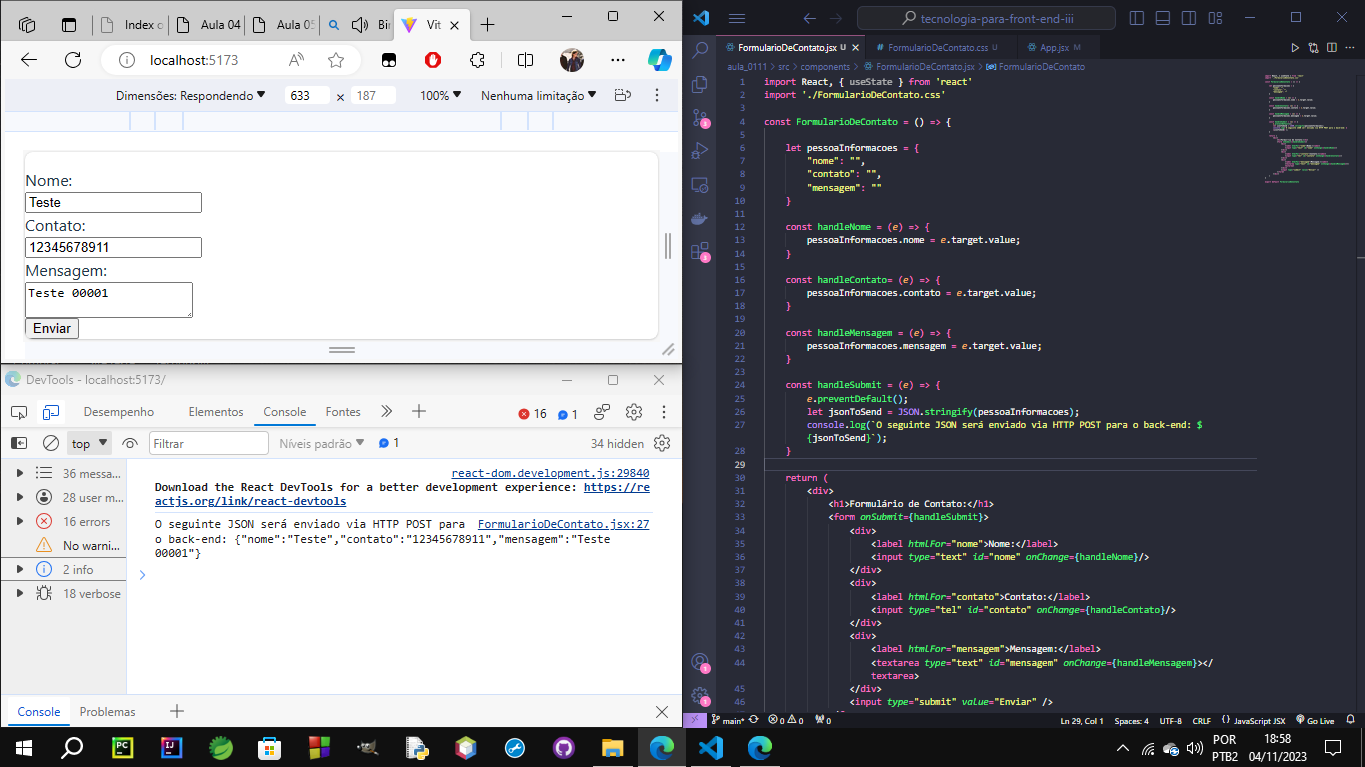 Index o
Aula 04
Aula 05
Bin
Vit
localhost:5173
Dimensões: Respondendo
633
×
187
100%
Nenhuma limitação
Nome:
Teste
Contato:
12345678911
Mensagem:
Teste 00001
Enviar
DevTools - localhost:5173/
Desempenho
Elementos
Console
Fontes
16
1
top
Filtrar
Níveis padrão
1
34 hidden
36 messa...
28 user m...
16 errors
No warni...
2 info
18 verbose
react-dom.development.js:29840
Download the React DevTools for a better development experience: https://re
actjs.org/link/react-devtools
O seguinte JSON será enviado via HTTP POST para FormularioDeContato.jsx:27
o back-end: {"nome":"Teste","contato":"12345678911","mensagem":"Teste
00001"}
Console
Problemas
tecnologia-para-front-end-iii
FormularioDeContato.jsx U
FormularioDeContato.css U
App.jsx M
aula_0111 > src > components > FormularioDeContato.jsx > FormularioDeContato
1 import React, { useState } from 'react'
2 import './FormularioDeContato.css'
3
4 const FormularioDeContato = () => {
5
6 let pessoaInformacoes = {
7 "nome": "",
8 "contato": "",
9 "mensagem": ""
10 }
11
12 const handleNome = (e) => {
13 pessoaInformacoes.nome = e.target.value;
14 }
15
16 const handleContato= (e) => {
17 pessoaInformacoes.contato = e.target.value;
18 }
19
20 const handleMensagem = (e) => {
21 pessoaInformacoes.mensagem = e.target.value;
22 }
23
24 const handleSubmit = (e) => {
25 e.preventDefault();
26 let jsonToSend = JSON.stringify(pessoaInformacoes);
27 console.log(`O seguinte JSON será enviado via HTTP POST para o back-end: $
{jsonToSend}`);
28 }
29
30 return (
31 <div>
32 <h1>Formulário de Contato:</h1>
33 <form onSubmit={handleSubmit}>
34 <div>
35 <label htmlFor="nome">Nome:</label>
36 <input type="text" id="nome" onChange={handleNome}/>
37 </div>
38 <div>
39 <label htmlFor="contato">Contato:</label>
40 <input type="tel" id="contato" onChange={handleContato}/>
41 </div>
42 <div>
43 <label htmlFor="mensagem">Mensagem:</label>
44 <textarea type="text" id="mensagem" onChange={handleMensagem}></
textarea>
45 </div>
46 <input type="submit" value="Enviar" />
main*
0
0
0
Ln 29, Col 1
Spaces: 4
UTF-8
CRLF
{ } JavaScript JSX
Go Live
POR
PTB2
18:58
04/11/2023